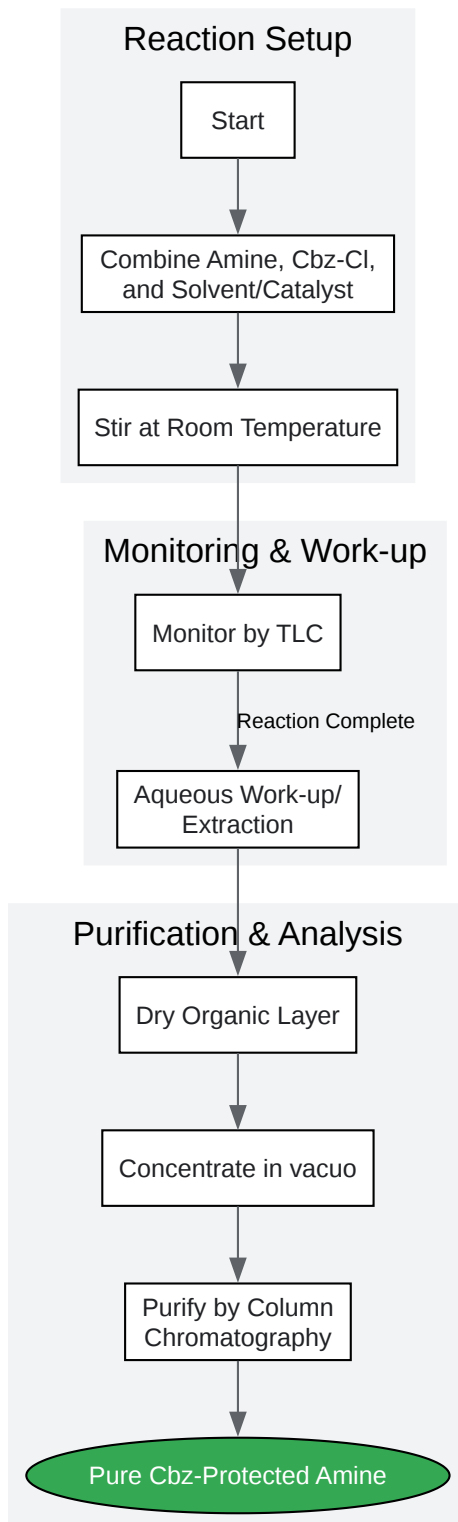 Reaction Setup
Start
Combine Amine, Cbz-Cl,
and Solvent/Catalyst
Stir at Room Temperature
Monitoring & Work-up
Monitor by TLC
Reaction Complete
Aqueous Work-up/
Extraction
Purification & Analysis
Dry Organic Layer
Concentrate in vacuo
Purify by Column
Chromatography
Pure Cbz-Protected Amine